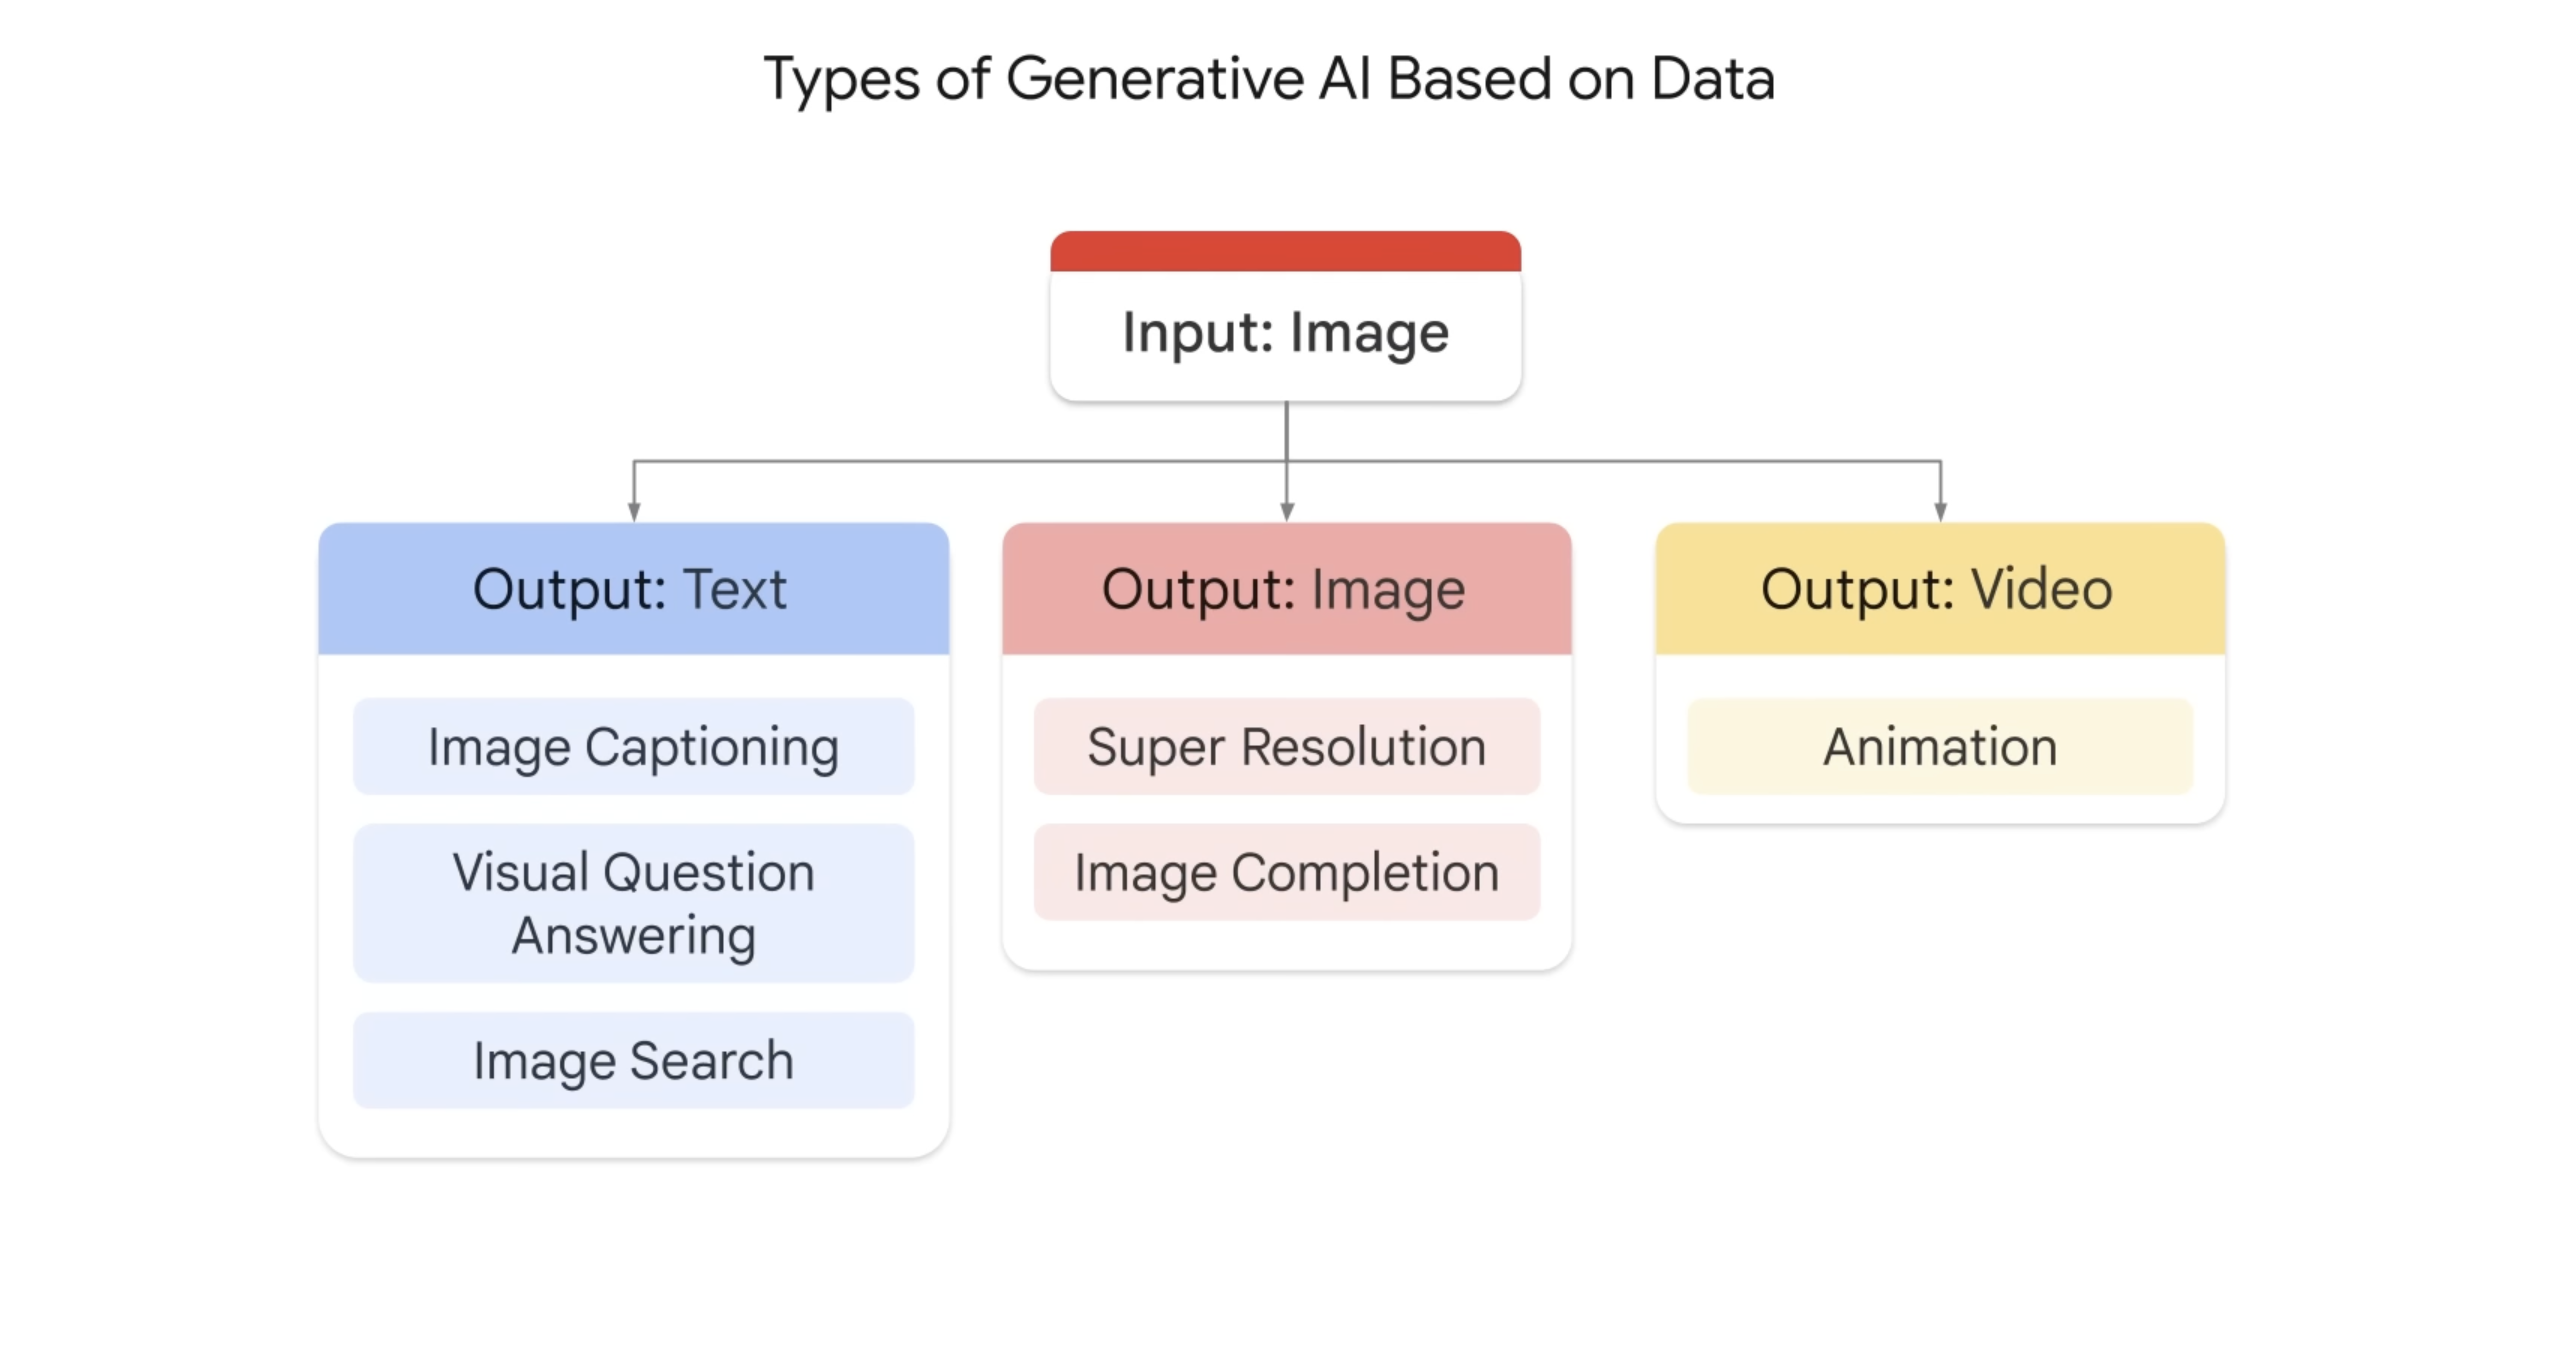 Types of Generative AI Based on Data
Input: Image
Output: Text
Image Captioning
Visual Question
Answering
Image Search
Output: Image
Super Resolution
Image Completion
Output: Video
Animation